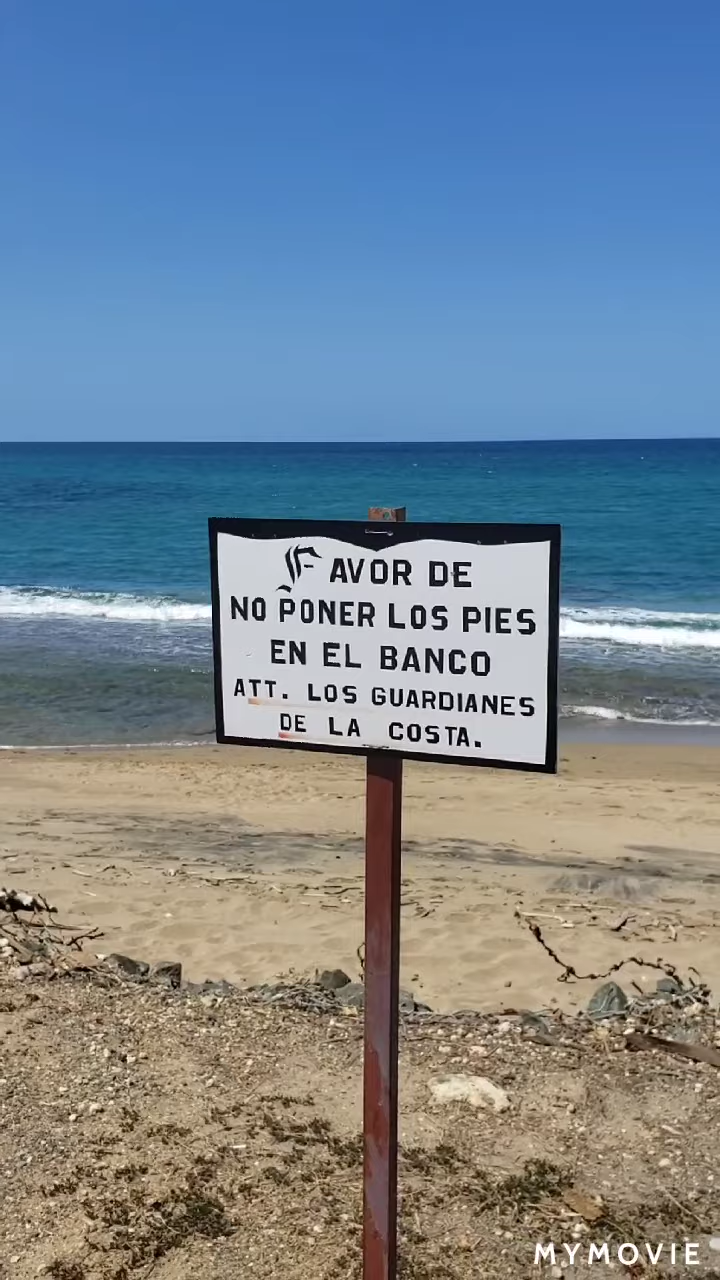 FAVOR DE
NO PONER LOS PIES
EN EL BANCO
ATT. LOS GUARDIANES
DE LA COSTA.
MYMOVIE